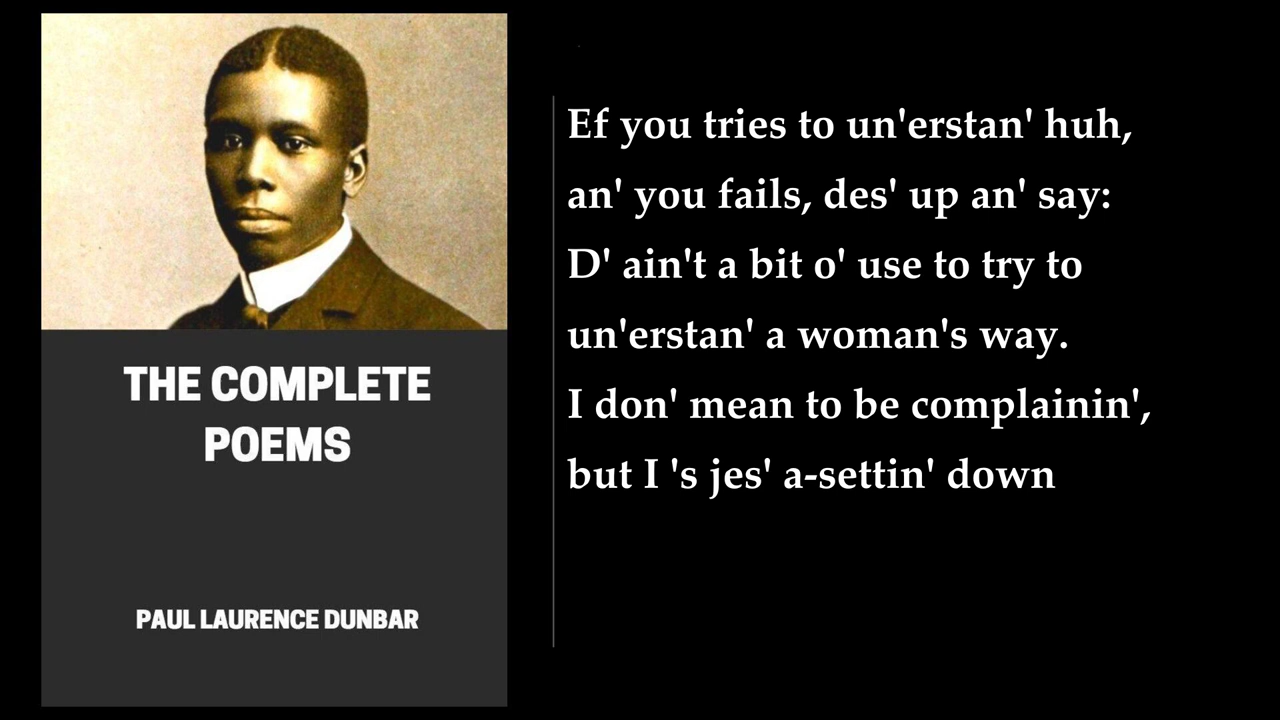 THE COMPLETE
POEMS
PAUL LAURENCE DUNBAR
Ef you tries to un'erstan' huh,
an' you fails, des' up an' say:
D' ain't a bit o' use to try to
un'erstan' a woman's way.
I don' mean to be complainin',
but I 's jes' a-settin' down